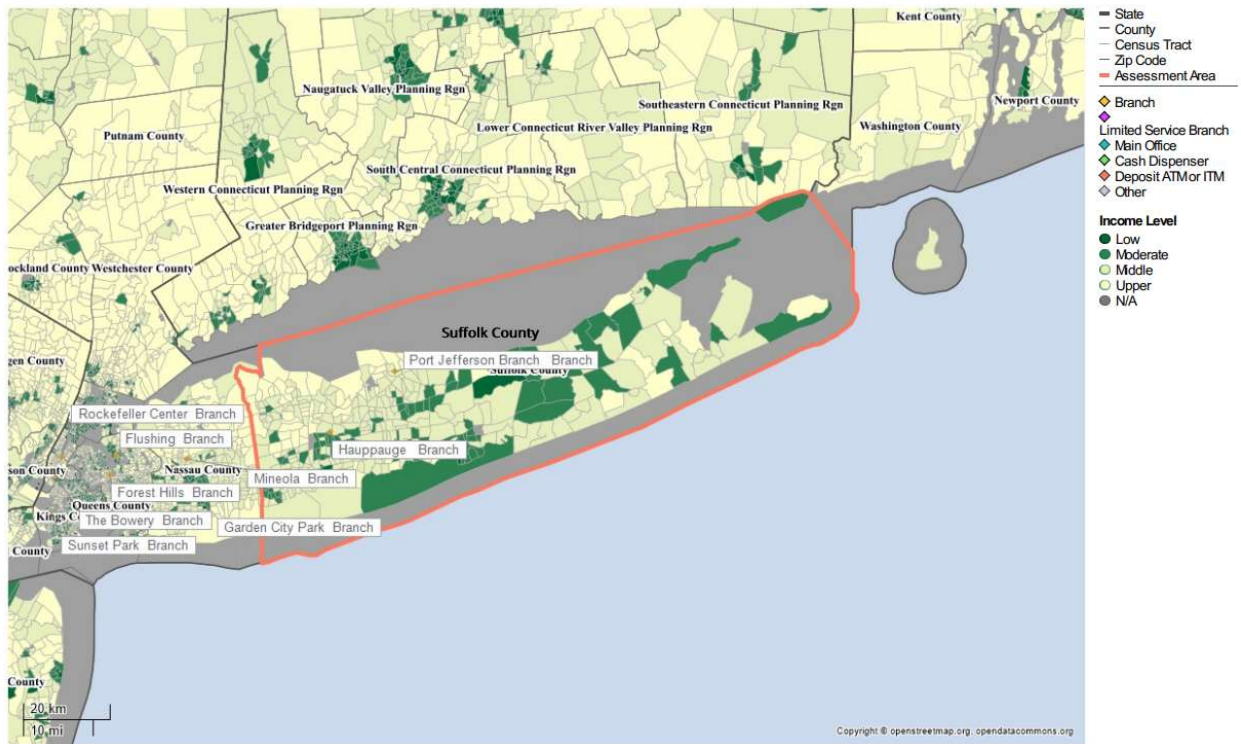 Kent County
Naugatuck Valley Planning Rgn
Southeastern Connecticut Planning Rgn
Newport County
Putnam County
Lower Connecticut River Valley Planning Rgn
Washington County
South Central Connecticut Planning Rgn
Western Connecticut Planning Rgn
Greater Bridgeport Planning Rgn
ockland County
Westchester County
Suffolk County
gen County
Port Jefferson Branch Branch
Suffolk County
Rockefeller Center Branch
Flushing Branch
Hauppauge Branch
son County
Nassau County
Mineola Branch
Forest Hills Branch
Queens County
Kings Co
The Bowery Branch
Garden City Park Branch
County
Sunset Park Branch
County
20 km
10 mi
Copyright © openstreetmap.org, opendatacommons.org
State
County
Census Tract
Zip Code
Assessment Area
Branch
Limited Service Branch
Main Office
Cash Dispenser
Deposit ATM or ITM
Other
Income Level
Low
Moderate
Middle
Upper
N/A